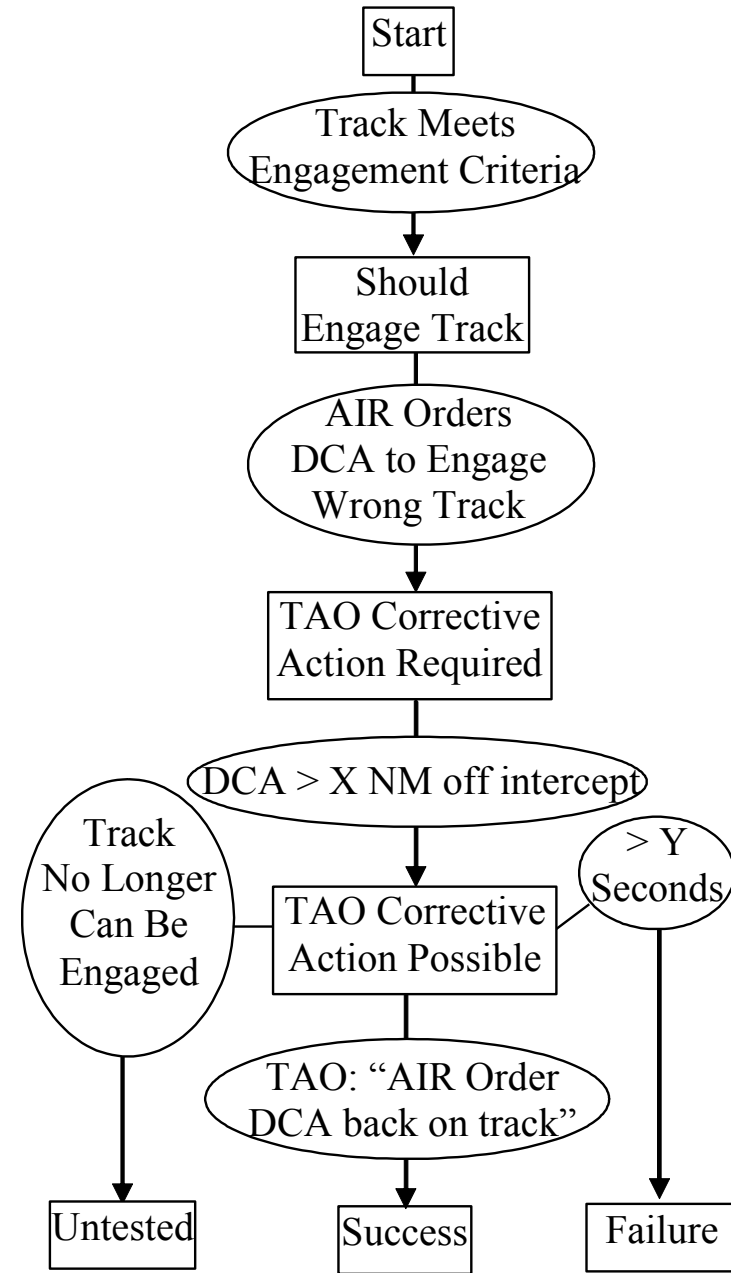 Start
Track Meets
Engagement Criteria
Should
Engage Track
AIR Orders
DCA to Engage
Wrong Track
TAO Corrective
Action Required
DCA > X NM off intercept
Track
No Longer
Can Be
Engaged
TAO Corrective
Action Possible
> Y
Seconds
TAO: “AIR Order
DCA back on track”
Untested
Success
Failure